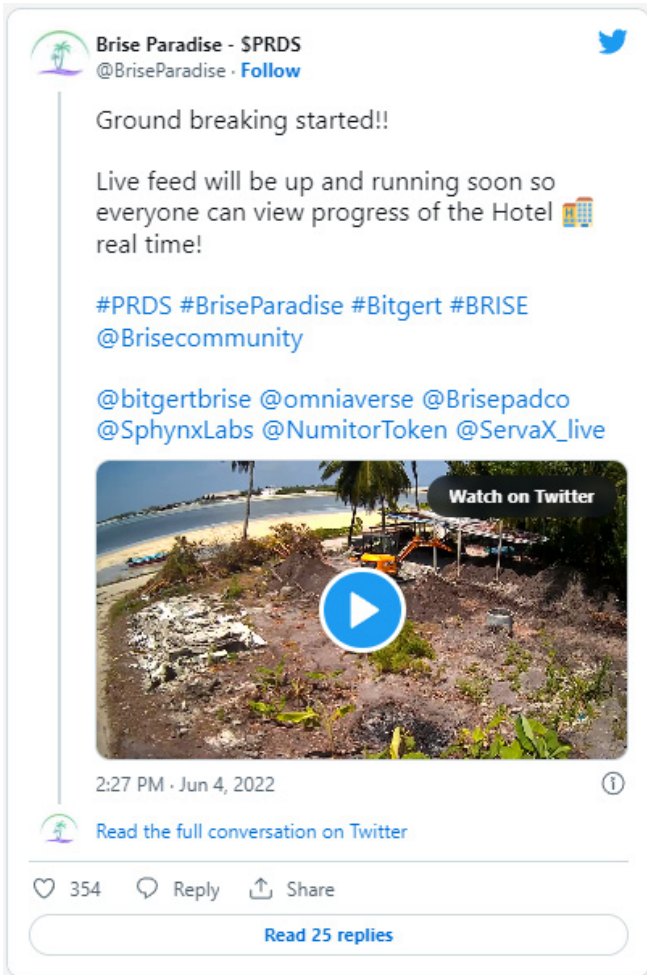 Brise Paradise - $PRDS
@BriseParadise · Follow
Ground breaking started!!
Live feed will be up and running soon so
everyone can view progress of the Hotel 🏨
real time!
#PRDS #BriseParadise #Bitgert #BRISE
@Brisecommunity
@bitgertbrise @omniaverse @Brisepadco
@SphynxLabs @NumitorToken @ServaX_live
Watch on Twitter
2:27 PM · Jun 4, 2022
Read the full conversation on Twitter
354 Reply Share
Read 25 replies